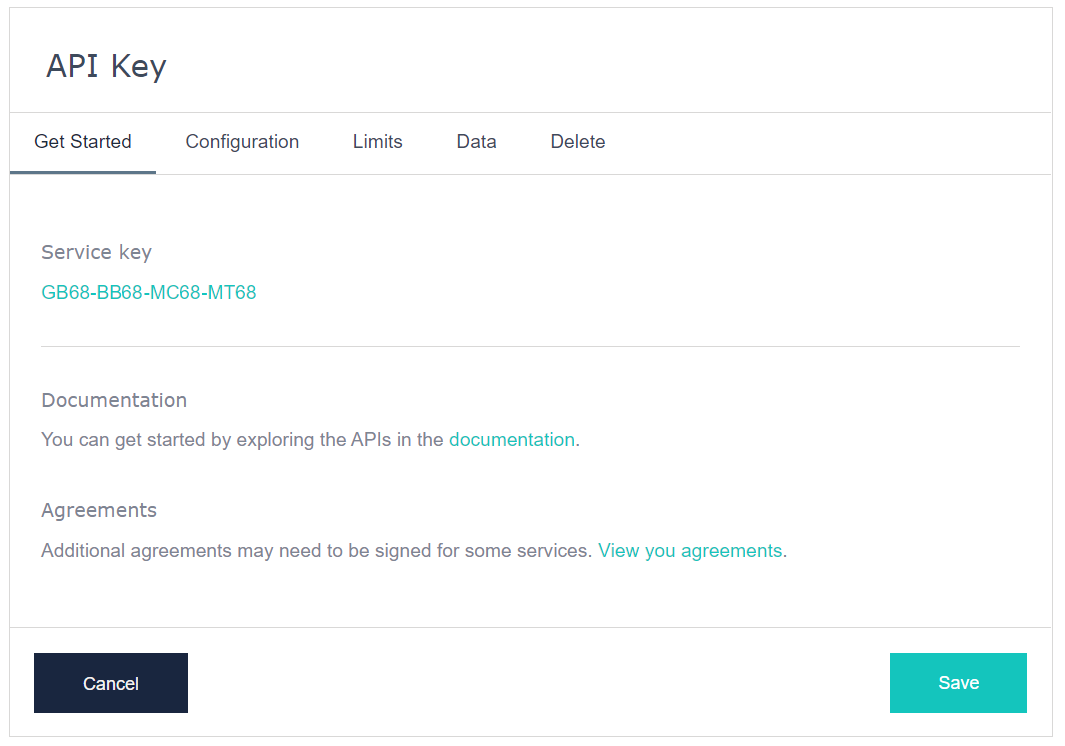 API Key
Get Started Configuration Limits Data Delete
Service key
GB68-BB68-MC68-MT68
Documentation
You can get started by exploring the APIs in the documentation.
Agreements
Additional agreements may need to be signed for some services. View you agreements.
Cancel Save